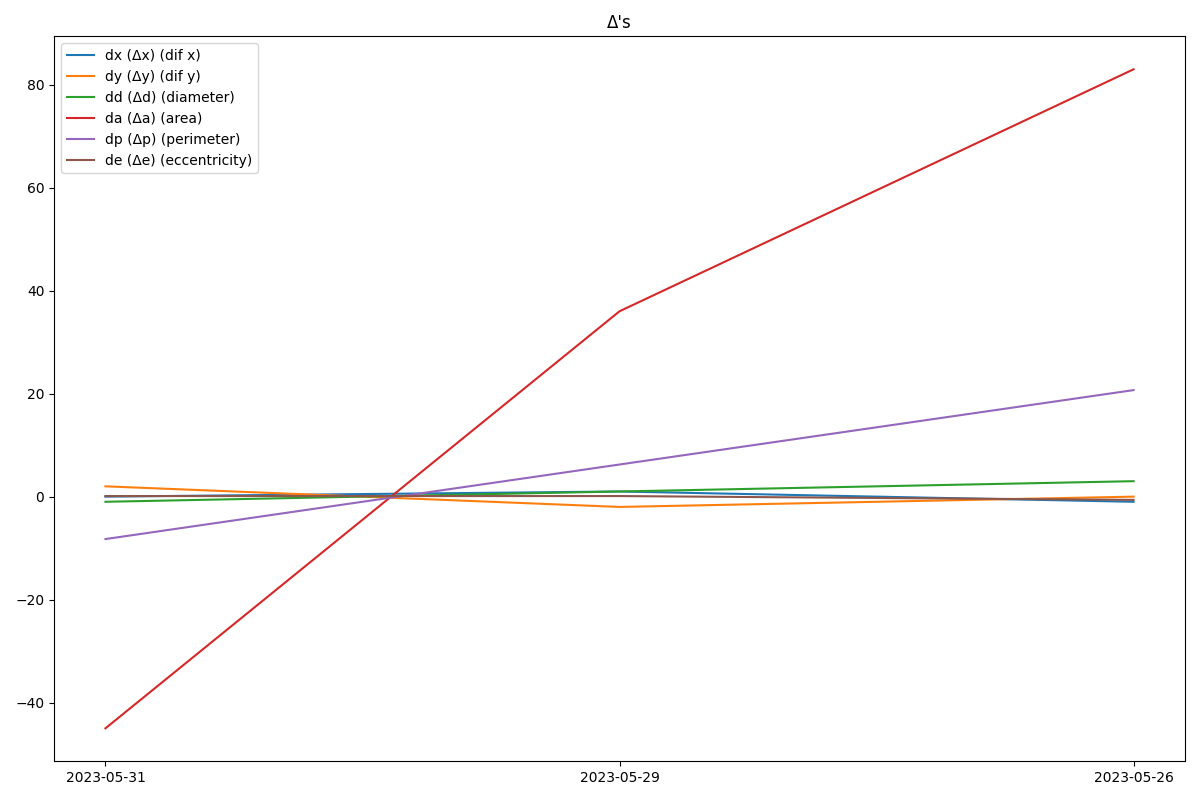 Δ's
dx (Δx) (dif x)
dy (Δy) (dif y)
dd (Δd) (diameter)
da (Δa) (area)
dp (Δp) (perimeter)
de (Δe) (eccentricity)
80
60
40
20
0
−20
−40
2023-05-31 2023-05-29 2023-05-26